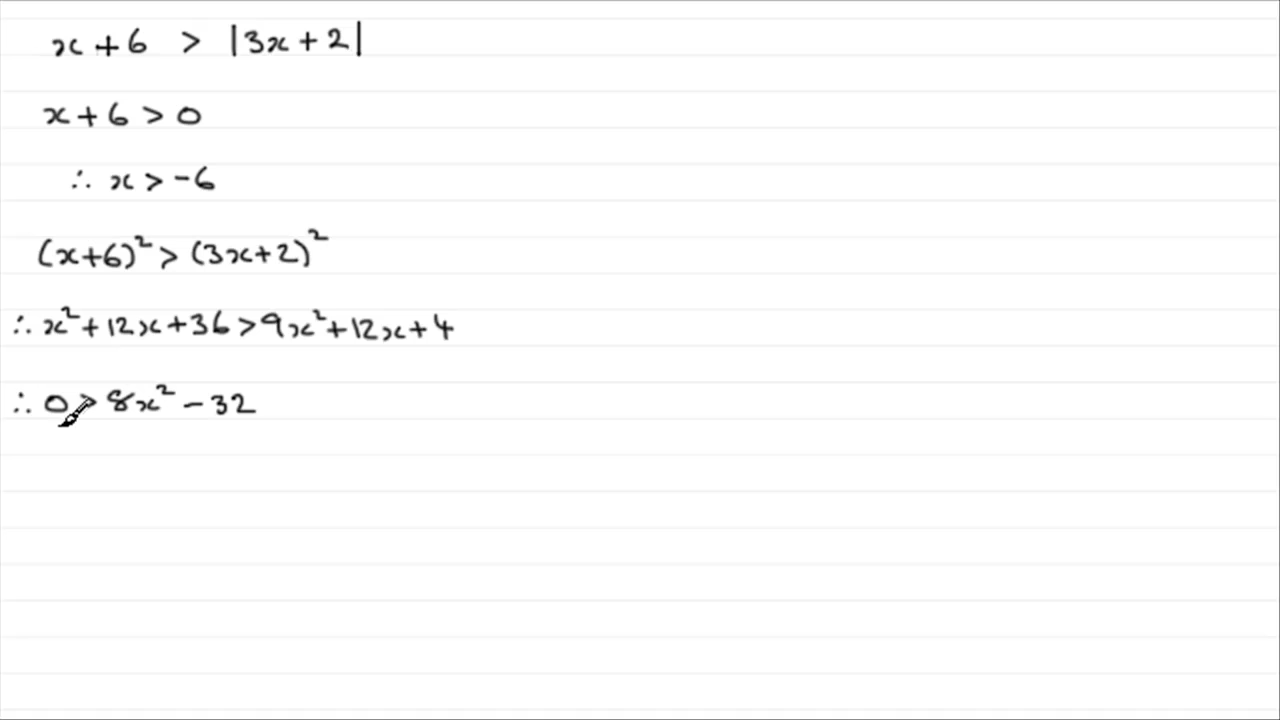 x + 6 > |3x + 2|
x + 6 > 0
∴ x > -6
(x+6)² > (3x+2)²
∴ x² + 12x + 36 > 9x² + 12x + 4
∴ 0 > 8x² - 32